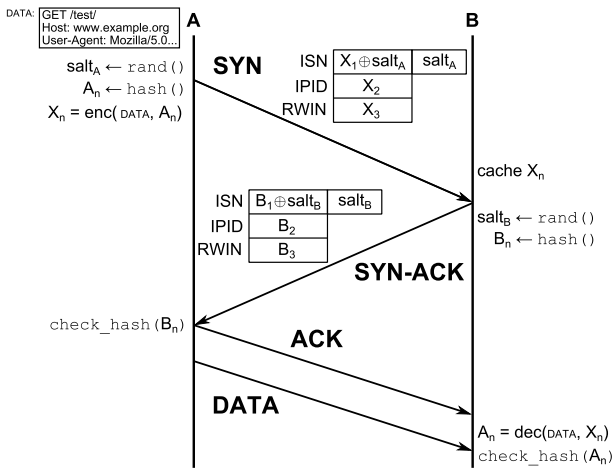 DATA:
GET /test/
Host: www.example.org
User-Agent: Mozilla/5.0...
A
B
salt_A ← rand()
A_n ← hash()
X_n = enc(DATA, A_n)
SYN
ISN X_1⊕salt_A salt_A
IPID X_2
RWIN X_3
cache X_n
ISN B_1⊕salt_B salt_B
IPID B_2
RWIN B_3
salt_B ← rand()
B_n ← hash()
SYN-ACK
check_hash(B_n)
ACK
DATA
A_n = dec(DATA, X_n)
check_hash(A_n)